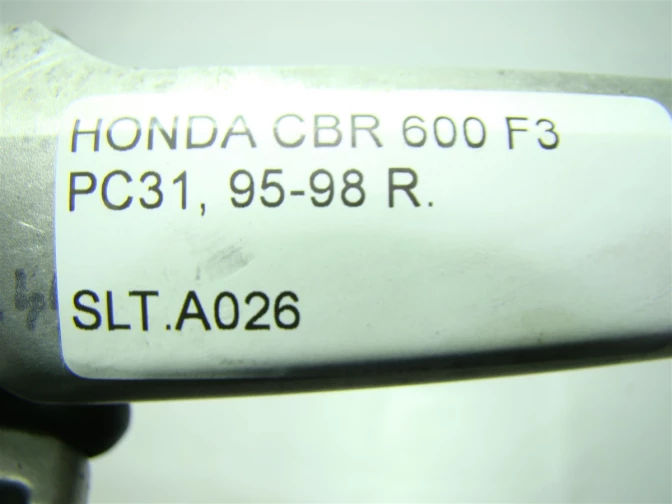 HONDA CBR 600 F3
PC31, 95-98 R.
SLT.A026